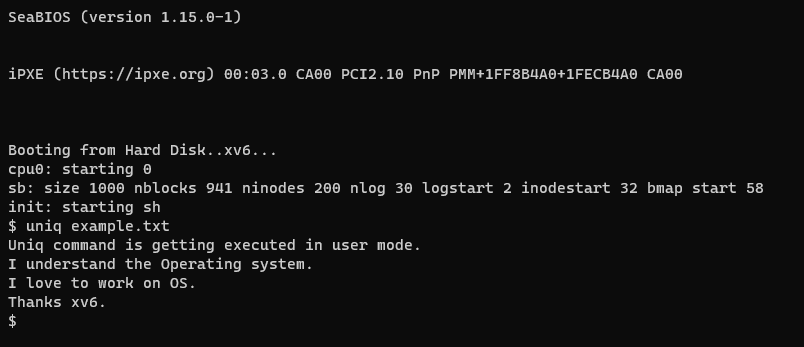 SeaBIOS (version 1.15.0-1)
iPXE (https://ipxe.org) 00:03.0 CA00 PCI2.10 PnP PMM+1FF8B4A0+1FECB4A0 CA00
Booting from Hard Disk..xv6...
cpu0: starting 0
sb: size 1000 nblocks 941 ninodes 200 nlog 30 logstart 2 inodestart 32 bmap start 58
init: starting sh
$ uniq example.txt
Uniq command is getting executed in user mode.
I understand the Operating system.
I love to work on OS.
Thanks xv6.
$